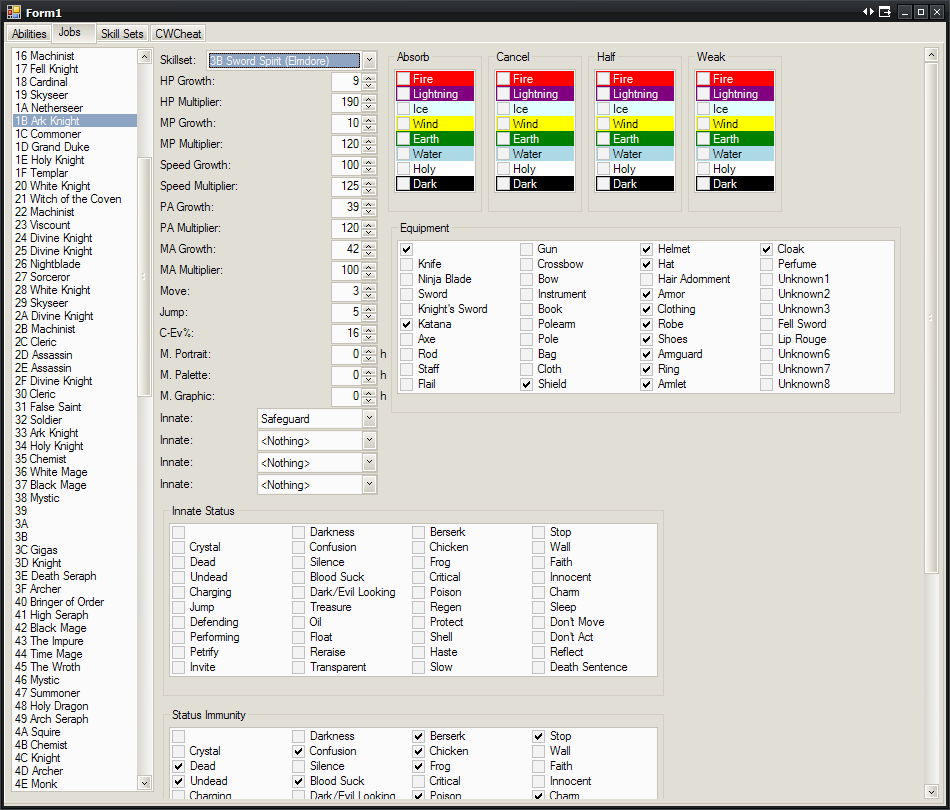 Form1
Abilities Jobs Skill Sets CWCheat
16 Machinist
17 Fell Knight
18 Cardinal
19 Skyseer
1A Netherseer
1B Ark Knight
1C Commoner
1D Grand Duke
1E Holy Knight
1F Templar
20 White Knight
21 Witch of the Coven
22 Machinist
23 Viscount
24 Divine Knight
25 Divine Knight
26 Nightblade
27 Sorceror
28 White Knight
29 Skyseer
2A Divine Knight
2B Machinist
2C Cleric
2D Assassin
2E Assassin
2F Divine Knight
30 Cleric
31 False Saint
32 Soldier
33 Ark Knight
34 Holy Knight
35 Chemist
36 White Mage
37 Black Mage
38 Mystic
39
3A
3B
3C Gigas
3D Knight
3E Death Seraph
3F Archer
40 Bringer of Order
41 High Seraph
42 Black Mage
43 The Impure
44 Time Mage
45 The Wroth
46 Mystic
47 Summoner
48 Holy Dragon
49 Arch Seraph
4A Squire
4B Chemist
4C Knight
4D Archer
4E Monk
Skillset: 3B Sword Spirit (Elmdore)
HP Growth: 9
HP Multiplier: 190
MP Growth: 10
MP Multiplier: 120
Speed Growth: 100
Speed Multiplier: 125
PA Growth: 39
PA Multiplier: 120
MA Growth: 42
MA Multiplier: 100
Move: 3
Jump: 5
C-Ev%: 16
M. Portrait: 0 h
M. Palette: 0 h
M. Graphic: 0 h
Innate: Safeguard
Innate: <Nothing>
Innate: <Nothing>
Innate: <Nothing>
Absorb
Fire
Lightning
Ice
Wind
Earth
Water
Holy
Dark
Cancel
Fire
Lightning
Ice
Wind
Earth
Water
Holy
Dark
Half
Fire
Lightning
Ice
Wind
Earth
Water
Holy
Dark
Weak
Fire
Lightning
Ice
Wind
Earth
Water
Holy
Dark
Equipment
Gun Helmet Cloak
Knife Crossbow Hat Perfume
Ninja Blade Bow Hair Adornment Unknown1
Sword Instrument Armor Unknown2
Knight's Sword Book Clothing Unknown3
Katana Polearm Robe Fell Sword
Axe Pole Shoes Lip Rouge
Rod Bag Armguard Unknown6
Staff Cloth Ring Unknown7
Flail Shield Amlet Unknown8
Innate Status
Darkness Berserk Stop
Crystal Confusion Chicken Wall
Dead Silence Frog Faith
Undead Blood Suck Critical Innocent
Charging Dark/Evil Looking Poison Charm
Jump Treasure Regen Sleep
Defending Oil Protect Don't Move
Performing Float Shell Don't Act
Petrify Reraise Haste Reflect
Invite Transparent Slow Death Sentence
Status Immunity
Darkness Berserk Stop
Crystal Confusion Chicken Wall
Dead Silence Frog Faith
Undead Blood Suck Critical Innocent
Charging Dark/Evil Looking Poison Charm